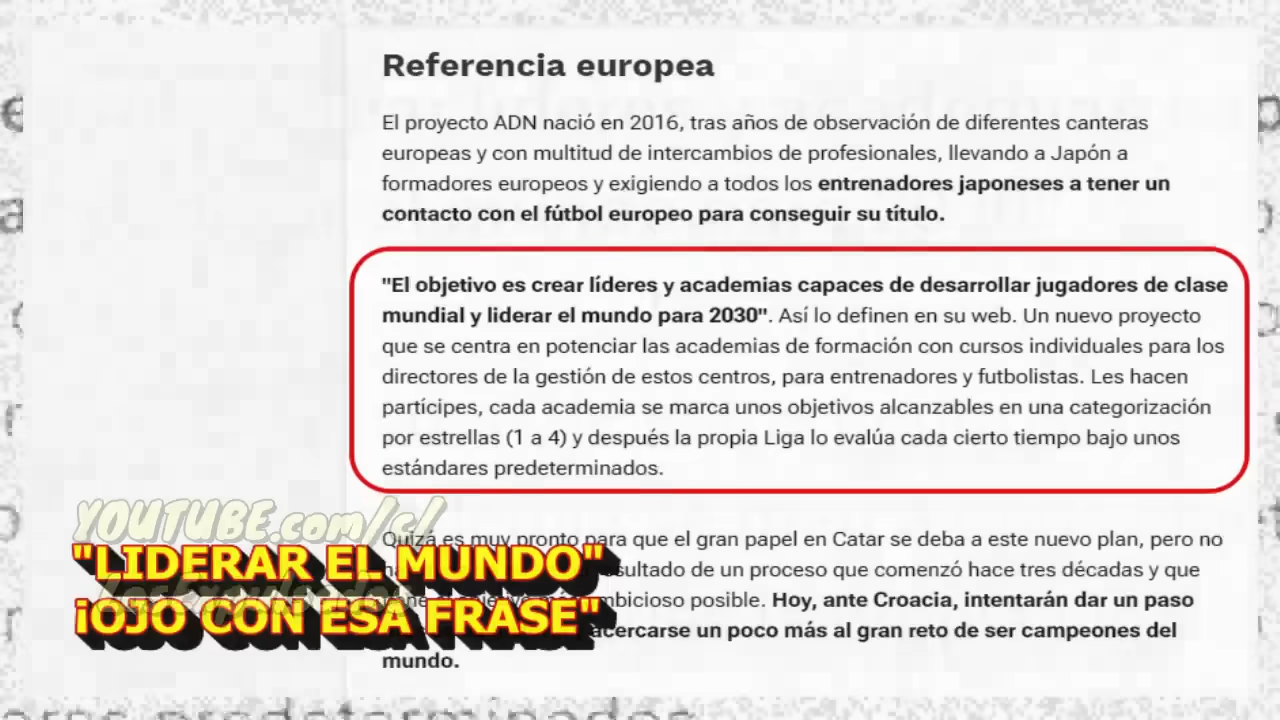 Referencia europea
El proyecto ADN nació en 2016, tras años de observación de diferentes canteras
europeas y con multitud de intercambios de profesionales, llevando a Japón a
formadores europeos y exigiendo a todos los entrenadores japoneses a tener un
contacto con el fútbol europeo para conseguir su título.
"El objetivo es crear líderes y academias capaces de desarrollar jugadores de clase
mundial y liderar el mundo para 2030". Así lo definen en su web. Un nuevo proyecto
que se centra en potenciar las academias de formación con cursos individuales para los
directores de la gestión de estos centros, para entrenadores y futbolistas. Les hacen
partícipes, cada academia se marca unos objetivos alcanzables en una categorización
por estrellas (1 a 4) y después la propia Liga lo evalúa cada cierto tiempo bajo unos
estándares predeterminados.
Quizá es muy pronto para que el gran papel en Catar se deba a este nuevo plan, pero no
de un proceso que comenzó hace tres décadas y que
posible. Hoy, ante Croacia, intentarán dar un paso
acercarse un poco más al gran reto de ser campeones del
mundo.
YOUTUBE.com/c/
"LIDERAR EL MUNDO"
¡OJO CON ESA FRASE"